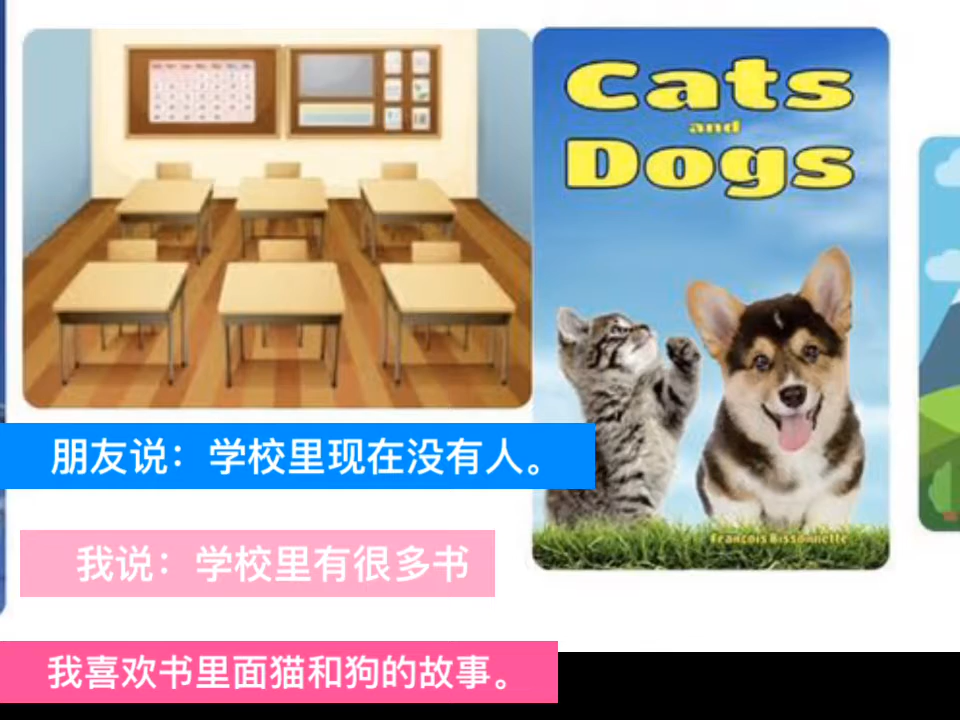 Cats
and
Dogs
François Bissonnette
朋友说：学校里现在没有人。
我说：学校里有很多书
我喜欢书里面猫和狗的故事。